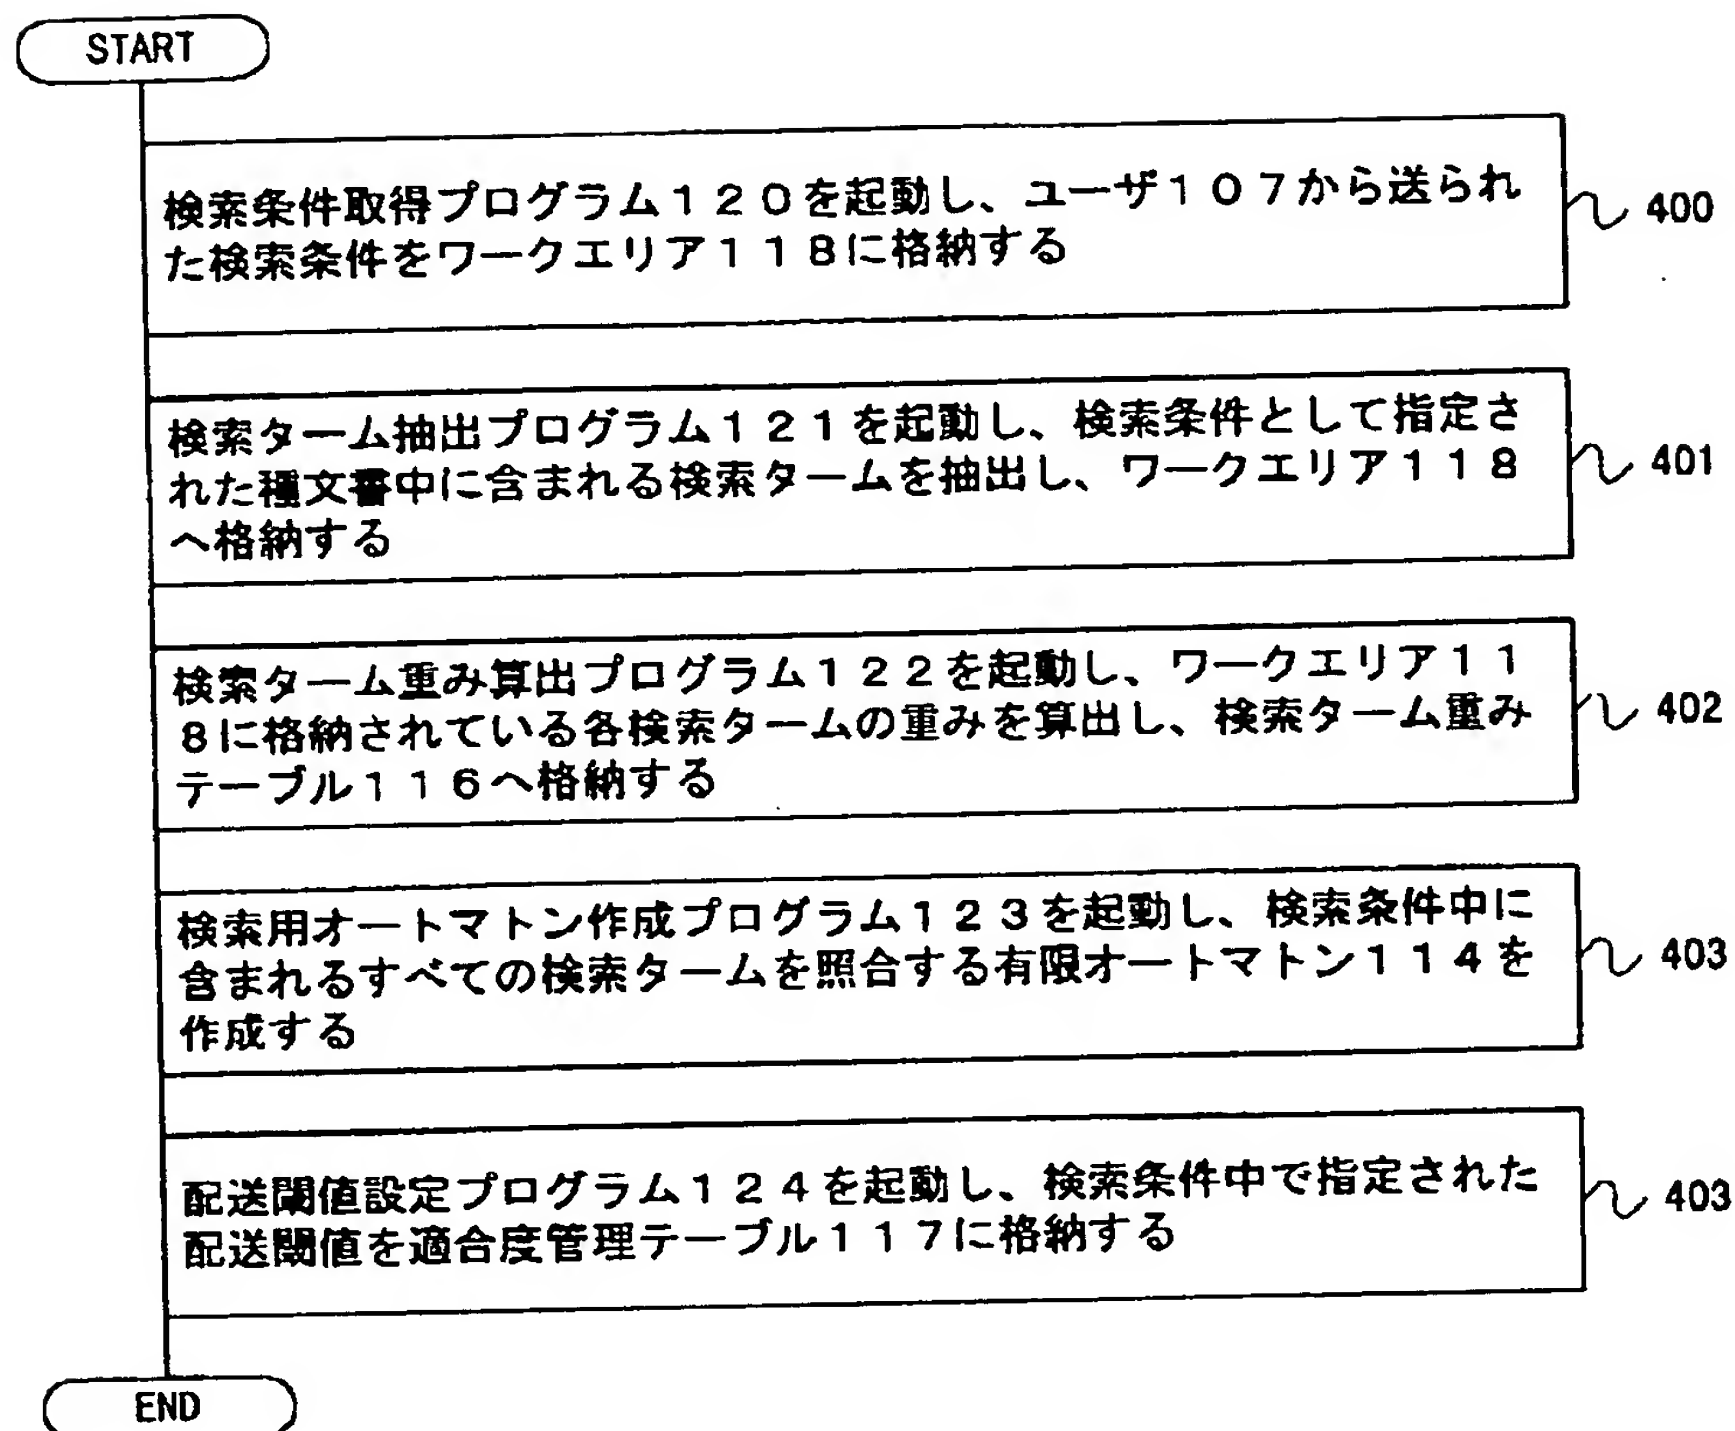 START
検索条件取得プログラム１２０を起動し、ユーザ１０７から送られ
た検索条件をワークエリア１１８に格納する
400
検索ターム抽出プログラム１２１を起動し、検索条件として指定さ
れた種文書中に含まれる検索タームを抽出し、ワークエリア１１８
へ格納する
401
検索ターム重み算出プログラム１２２を起動し、ワークエリア１１
８に格納されている各検索タームの重みを算出し、検索ターム重み
テーブル１１６へ格納する
402
検索用オートマトン作成プログラム１２３を起動し、検索条件中に
含まれるすべての検索タームを照合する有限オートマトン１１４を
作成する
403
配送閾値設定プログラム１２４を起動し、検索条件中で指定された
配送閾値を適合度管理テーブル１１７に格納する
403
END